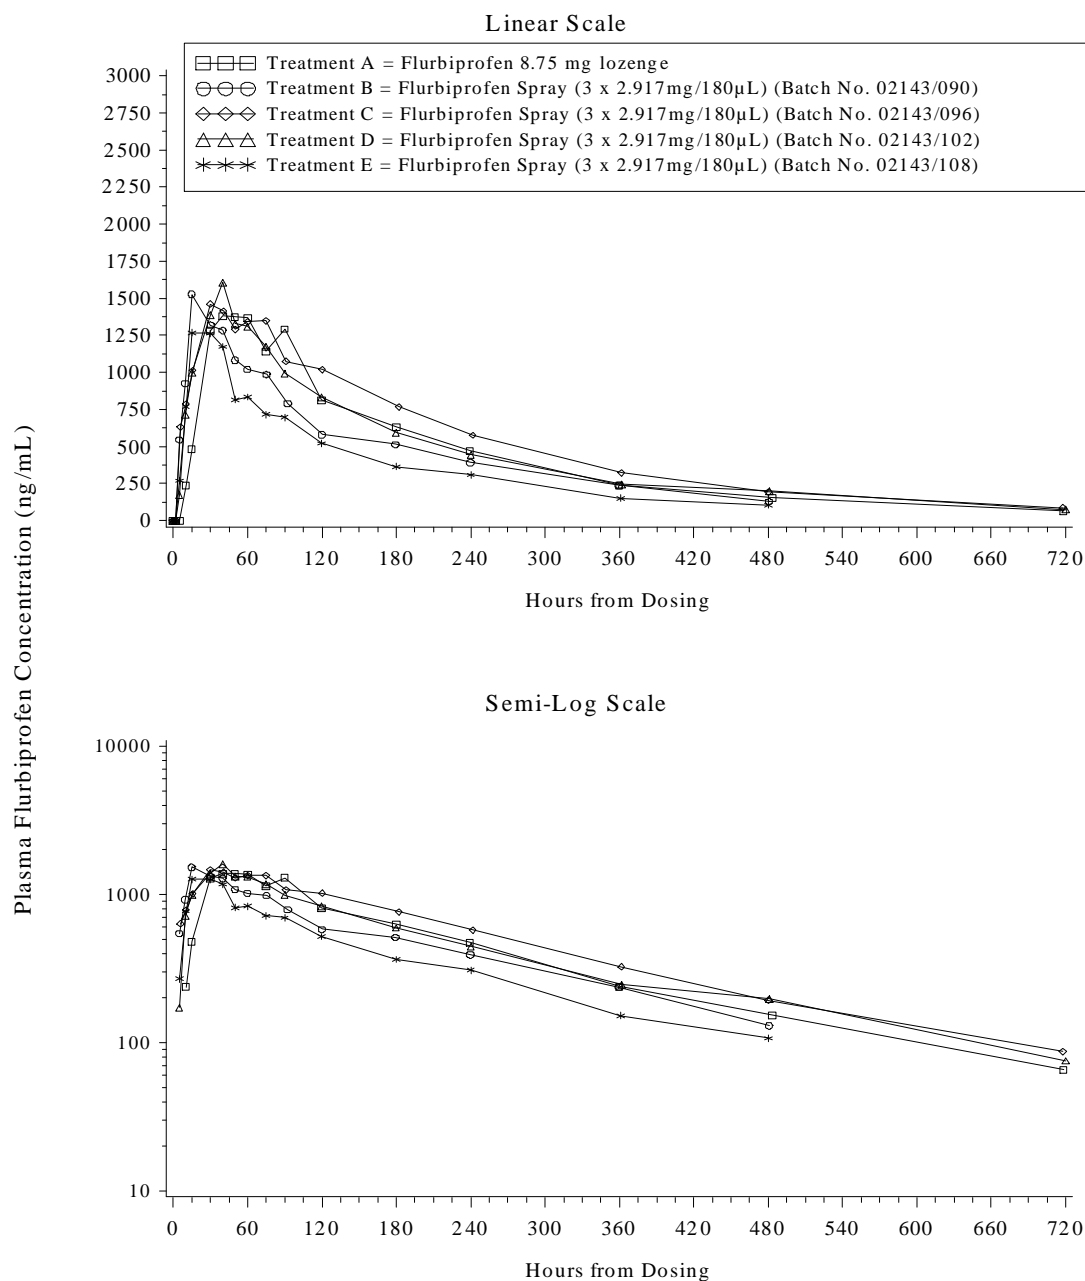 Linear Scale
Treatment A = Flurbiprofen 8.75 mg lozenge
Treatment B = Flurbiprofen Spray (3 x 2.917mg/180µL) (Batch No. 02143/090)
Treatment C = Flurbiprofen Spray (3 x 2.917mg/180µL) (Batch No. 02143/096)
Treatment D = Flurbiprofen Spray (3 x 2.917mg/180µL) (Batch No. 02143/102)
Treatment E = Flurbiprofen Spray (3 x 2.917mg/180µL) (Batch No. 02143/108)
3000
2750
2500
2250
2000
1750
1500
1250
1000
750
500
250
0
0 60 120 180 240 300 360 420 480 540 600 660 720
Hours from Dosing
Plasma Flurbiprofen Concentration (ng/mL)
Semi-Log Scale
10000
1000
100
10
0 60 120 180 240 300 360 420 480 540 600 660 720
Hours from Dosing